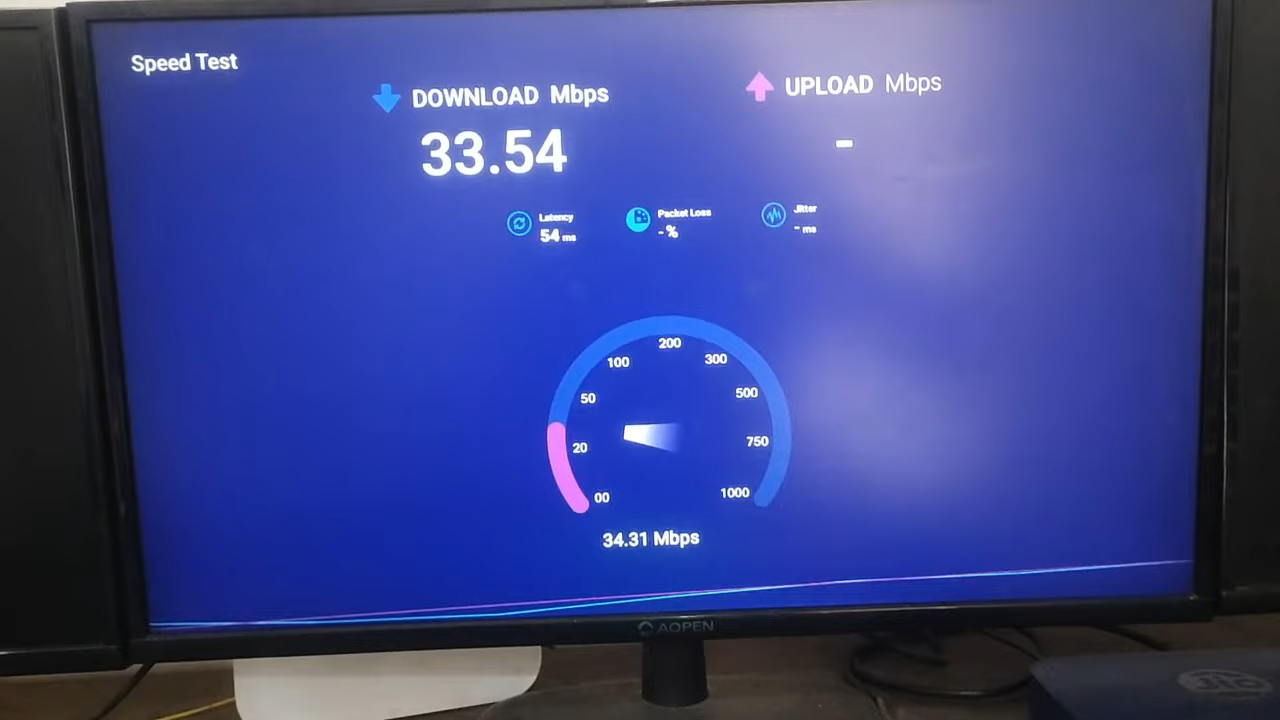 Speed Test
DOWNLOAD Mbps
33.54
UPLOAD Mbps
-
Latency
54 ms
Packet Loss
- %
Jitter
- ms
200
100
300
50
500
20
750
00
1000
34.31 Mbps
AOPEN